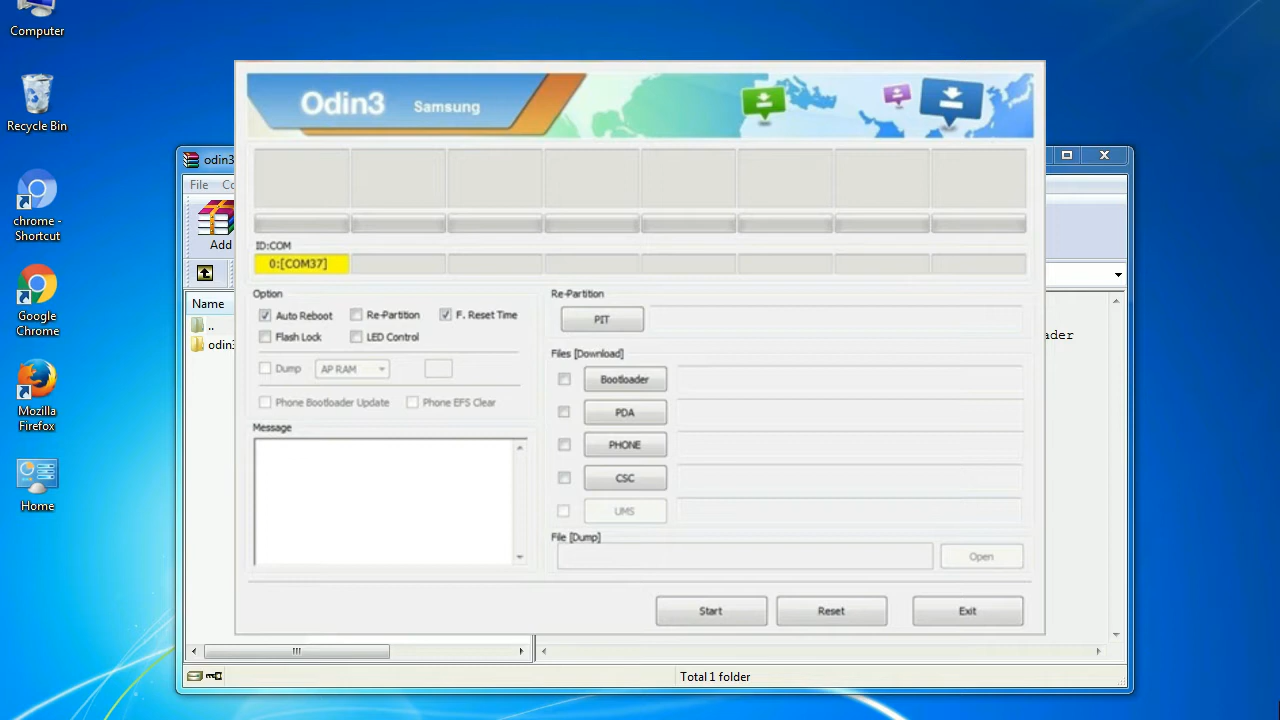 Computer
Recycle Bin
chrome -
Shortcut
Google
Chrome
Mozilla
Firefox
Home
odin3
File
Add
Name
..
odin3
ader
Total 1 folder
Odin3 Samsung
ID:COM
0:[COM37]
Option
Auto Reboot
Re-Partition
F. Reset Time
Flash Lock
LED Control
Dump
AP RAM
Phone Bootloader Update
Phone EFS Clear
Message
Re-Partition
PIT
Files [Download]
Bootloader
PDA
PHONE
CSC
UMS
File [Dump]
Open
Start
Reset
Exit